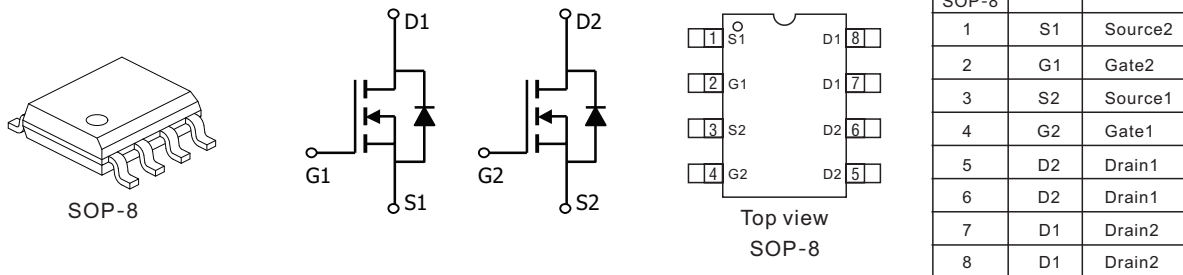 SOP-8
D1
G1
S1
D2
G2
S2
1 S1 D1 8
2 G1 D1 7
3 S2 D2 6
4 G2 D2 5
Top view
SOP-8
SOP-8
1 S1 Source2
2 G1 Gate2
3 S2 Source1
4 G2 Gate1
5 D2 Drain1
6 D2 Drain1
7 D1 Drain2
8 D1 Drain2